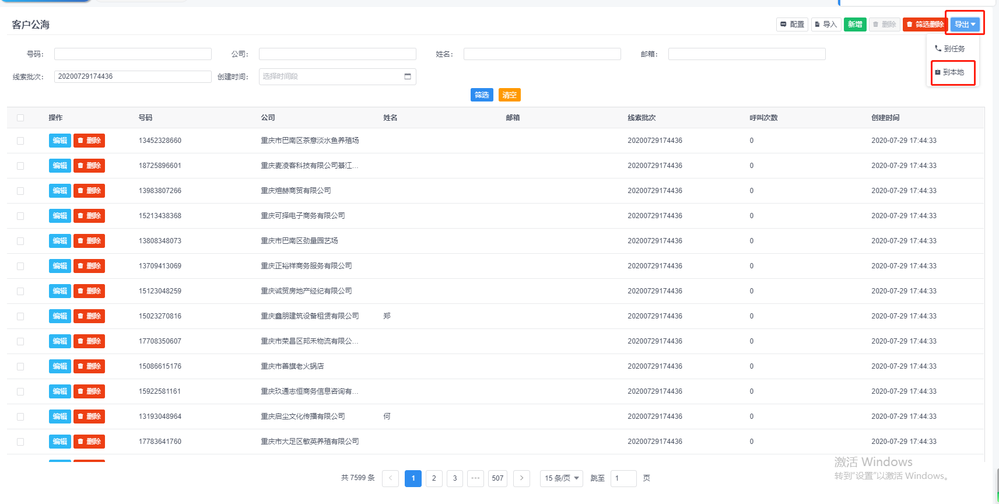 客户公海
配置 导入 新增 删除 筛选删除 导出
到任务
到本地
号码： 公司： 姓名： 邮箱：
线索批次： 20200729174436 创建时间： 选择时间段
筛选 清空
操作 号码 公司 姓名 邮箱 线索批次 呼叫次数 创建时间
编辑 删除 13452328660 重庆市巴南区茶意淡水鱼养殖场 20200729174436 0 2020-07-29 17:44:33
编辑 删除 18725896601 重庆麦凌客科技有限公司綦江... 20200729174436 0 2020-07-29 17:44:33
编辑 删除 13983807266 重庆煊赫商贸有限公司 20200729174436 0 2020-07-29 17:44:33
编辑 删除 15213438368 重庆可择电子商务有限公司 20200729174436 0 2020-07-29 17:44:33
编辑 删除 13808348073 重庆市巴南区劲量园艺场 20200729174436 0 2020-07-29 17:44:33
编辑 删除 13709413069 重庆正裕祥商务服务有限公司 20200729174436 0 2020-07-29 17:44:33
编辑 删除 15123048259 重庆诚贸房地产经纪有限公司 20200729174436 0 2020-07-29 17:44:33
编辑 删除 15023270816 重庆鑫朋建筑设备租赁有限公司 郑 20200729174436 0 2020-07-29 17:44:33
编辑 删除 17708350607 重庆市荣昌区邦禾物流有限公... 20200729174436 0 2020-07-29 17:44:33
编辑 删除 15086615176 重庆市善旗老火锅店 20200729174436 0 2020-07-29 17:44:33
编辑 删除 15922581161 重庆玖通志恒商务信息咨询有... 20200729174436 0 2020-07-29 17:44:33
编辑 删除 13193048964 重庆启尘文化传播有限公司 何 20200729174436 0 2020-07-29 17:44:33
编辑 删除 17783641760 重庆市大足区敏英养殖有限公司 20200729174436 0 2020-07-29 17:44:33
激活 Windows
转到"设置"以激活 Windows。
共 7599 条 < 1 2 3 ••• 507 > 15 条/页 跳至 1 页